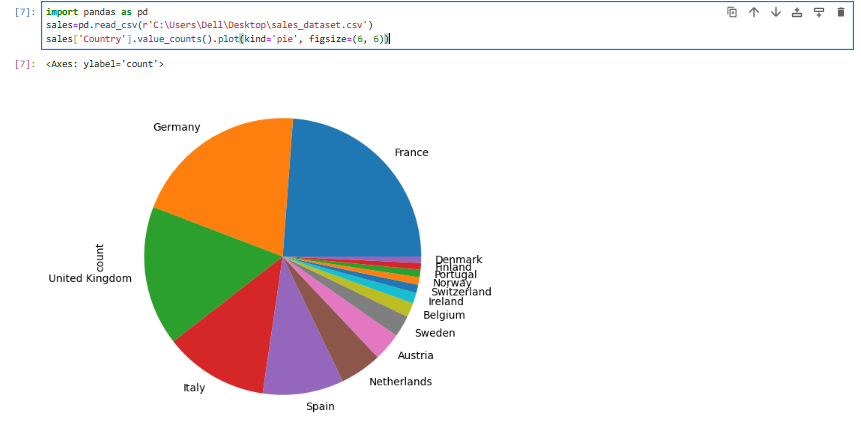 [7]: import pandas as pd
sales=pd.read_csv(r'C:\Users\Dell\Desktop\sales_dataset.csv')
sales['Country'].value_counts().plot(kind='pie', figsize=(6, 6))
[7]: <Axes: ylabel='count'>
Germany
France
count
United Kingdom
Denmark
Finland
Portugal
Norway
Switzerland
Ireland
Belgium
Sweden
Austria
Netherlands
Italy
Spain